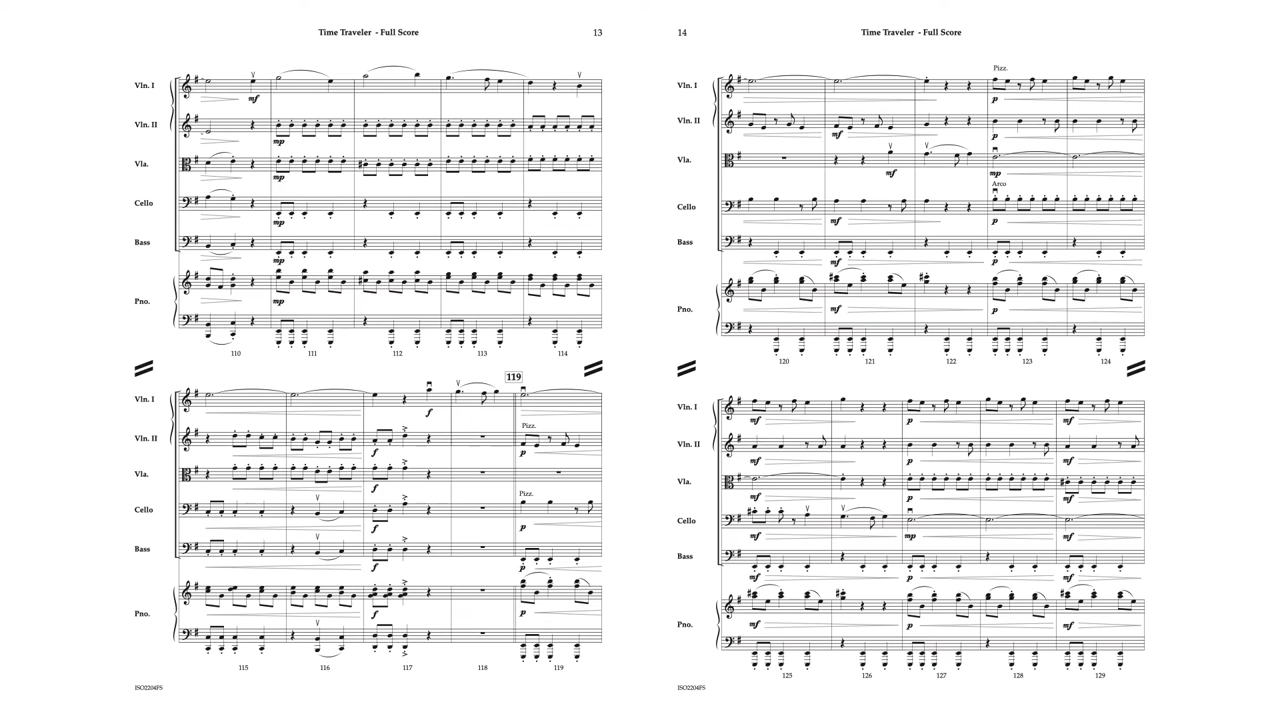 Time Traveler - Full Score
13
Vln. I
mf
Vln. II
mp
Vla.
mp
Cello
mp
Bass
mp
Pno.
mp
110
111
112
113
114
119
Vln. I
f
Pizz.
Vln. II
f
p
Vla.
f
Pizz.
Cello
f
p
Bass
f
p
Pno.
f
p
115
116
117
118
119
ISO2204FS
14
Time Traveler - Full Score
Pizz.
Vln. I
p
Vln. II
mf
p
Vla.
mf
mp
Arco
Cello
mf
p
Bass
mf
p
Pno.
mf
p
120
121
122
123
124
Vln. I
mf
p
mf
Vln. II
mf
p
mf
Vla.
mf
p
mf
Cello
mf
mp
Bass
mf
p
mf
Pno.
mf
p
mf
125
126
127
128
129
ISO2204FS